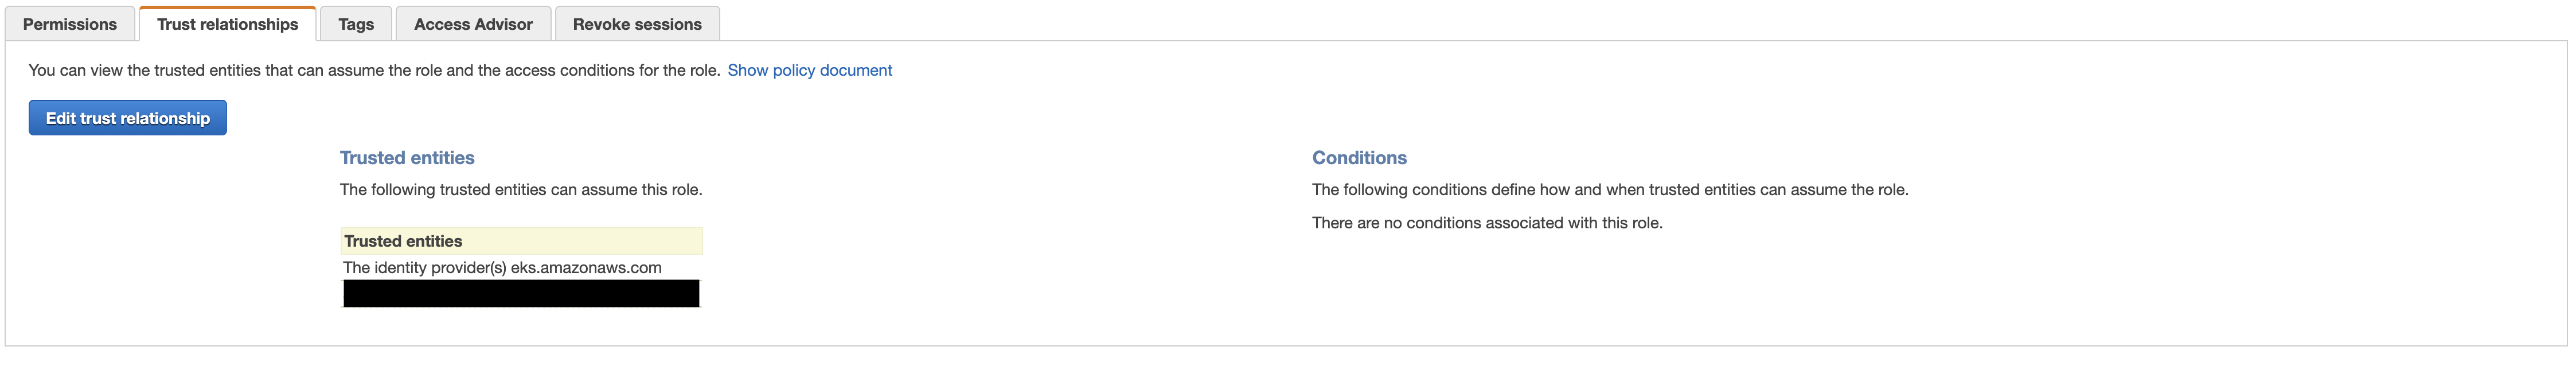 Permissions Trust relationships Tags Access Advisor Revoke sessions
You can view the trusted entities that can assume the role and the access conditions for the role. Show policy document
Edit trust relationship
Trusted entities
The following trusted entities can assume this role.
Trusted entities
The identity provider(s) eks.amazonaws.com
Conditions
The following conditions define how and when trusted entities can assume the role.
There are no conditions associated with this role.